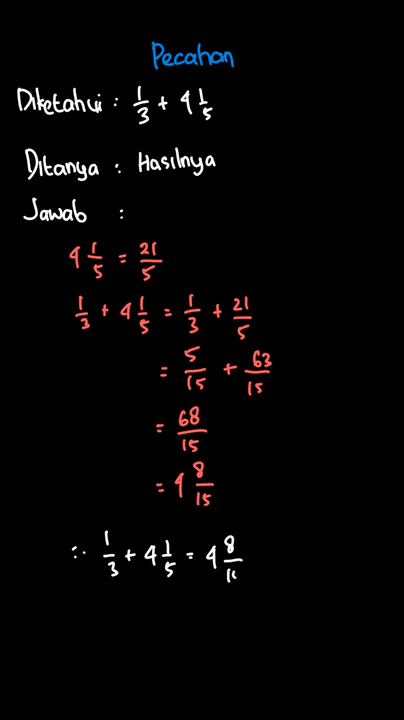 Pecahan
Diketahui : 1/3 + 4 1/5
Ditanya : Hasilnya
Jawab :
4 1/5 = 21/5
1/3 + 4 1/5 = 1/3 + 21/5
= 5/15 + 63/15
= 68/15
= 4 8/15
∴ 1/3 + 4 1/5 = 4 8/11